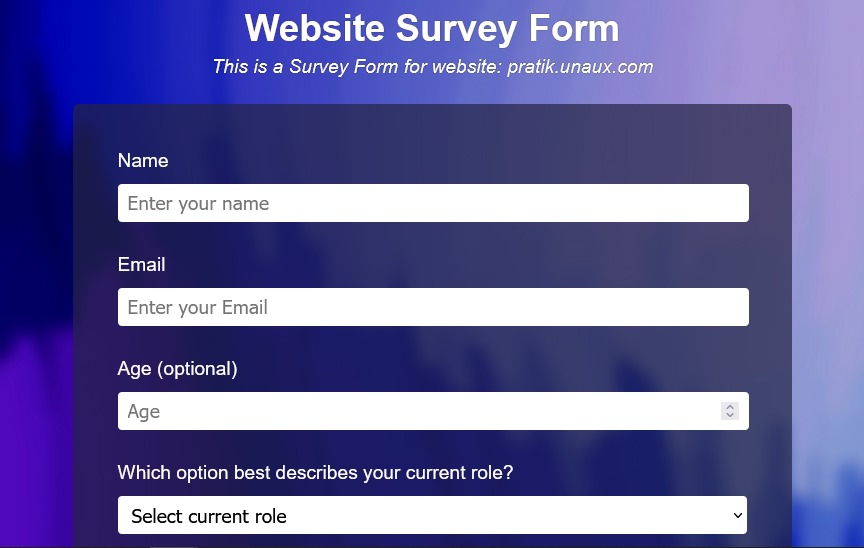 Website Survey Form
This is a Survey Form for website: pratik.unaux.com
Name
Enter your name
Email
Enter your Email
Age (optional)
Age
Which option best describes your current role?
Select current role